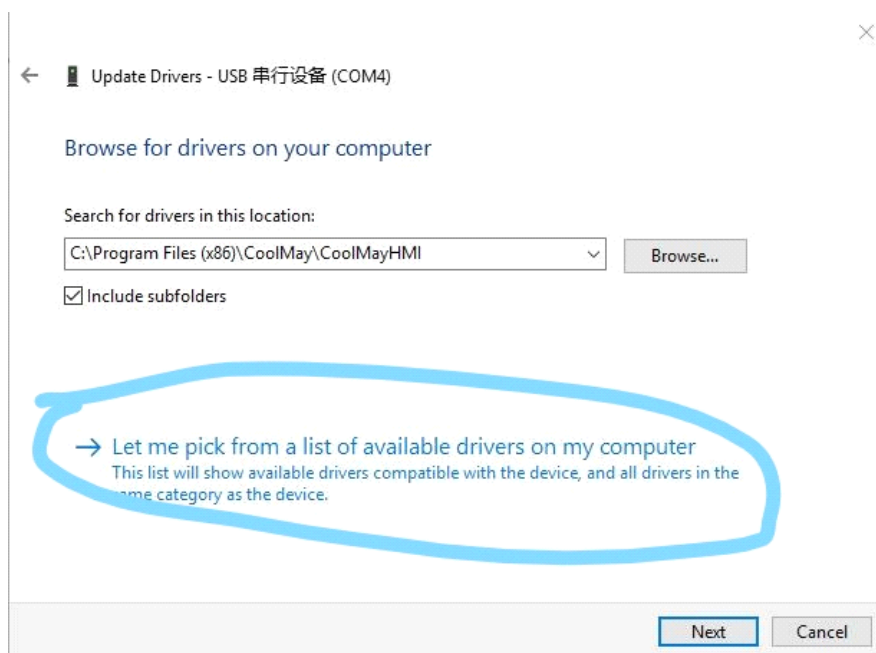 Update Drivers - USB 串行设备 (COM4)
Browse for drivers on your computer
Search for drivers in this location:
C:\Program Files (x86)\CoolMay\CoolMayHMI
Browse...
Include subfolders
Let me pick from a list of available drivers on my computer
This list will show available drivers compatible with the device, and all drivers in the
same category as the device.
Next
Cancel